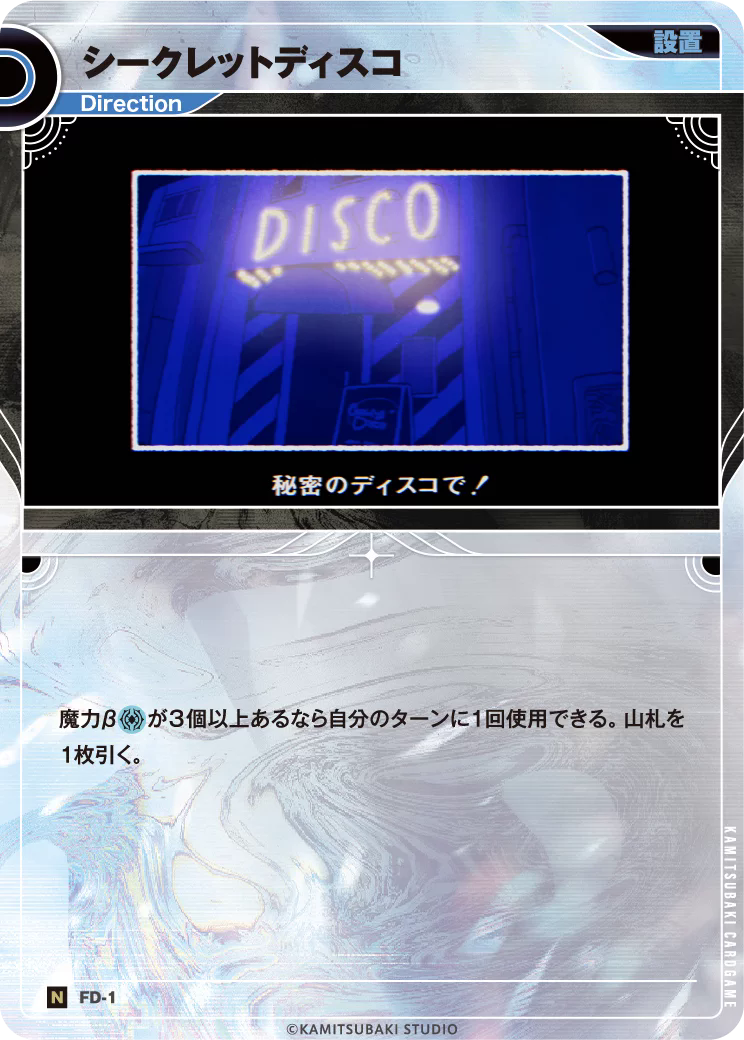 設置
シークレットディスコ
Direction
DISCO
秘密のディスコで!
魔力βが3個以上あるなら自分のターンに1回使用できる。山札を
1枚引く。
KAMITSUBAKI CARDGAME
N FD-1
©KAMITSUBAKI STUDIO